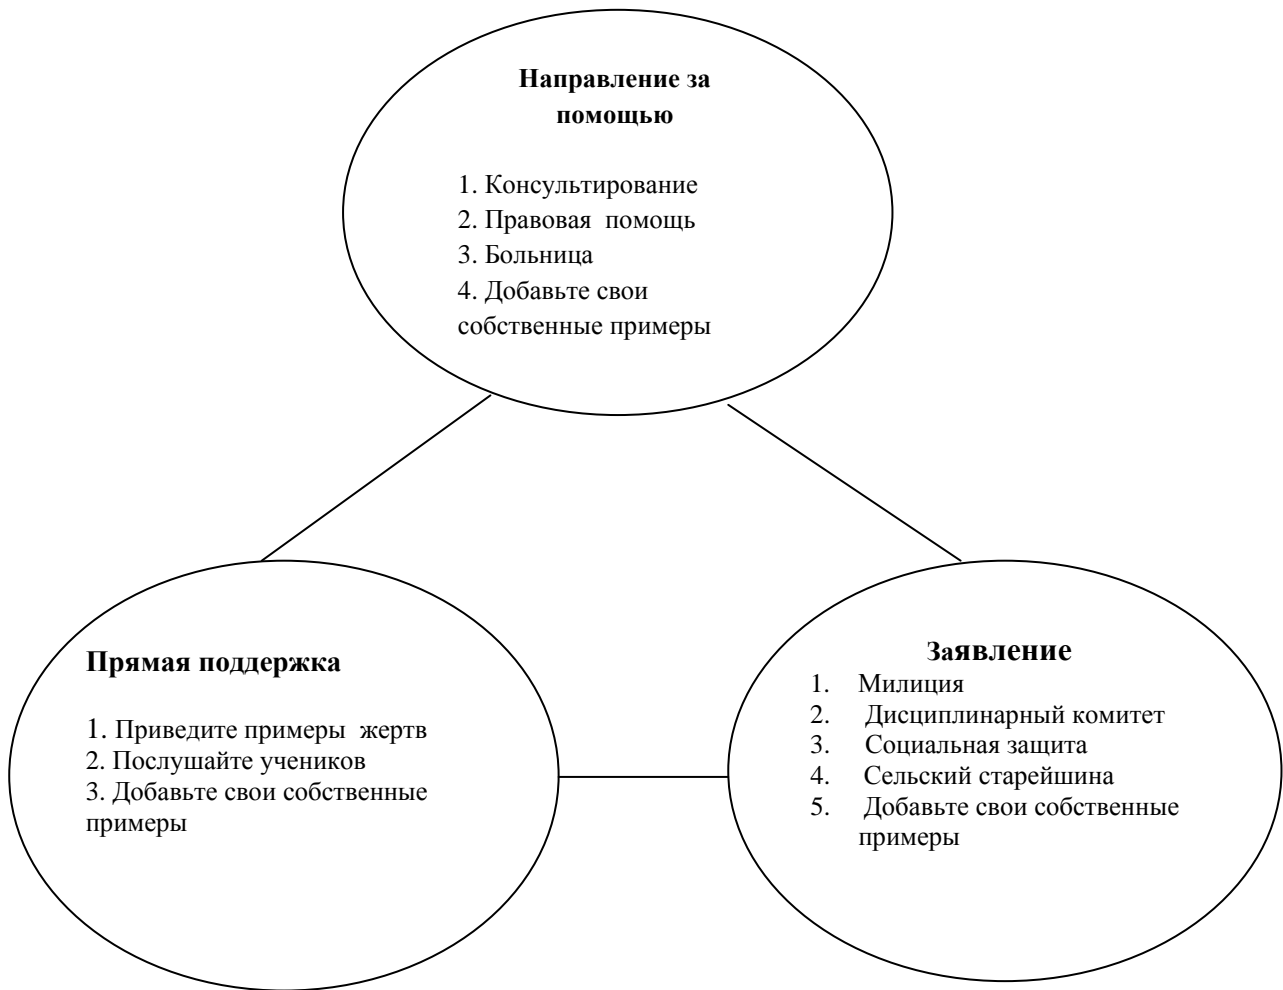 Направление за
помощью
1. Консультирование
2. Правовая помощь
3. Больница
4. Добавьте свои
собственные примеры
Прямая поддержка
1. Приведите примеры жертв
2. Послушайте учеников
3. Добавьте свои собственные
примеры
Заявление
1. Милиция
2. Дисциплинарный комитет
3. Социальная защита
4. Сельский старейшина
5. Добавьте свои собственные
примеры